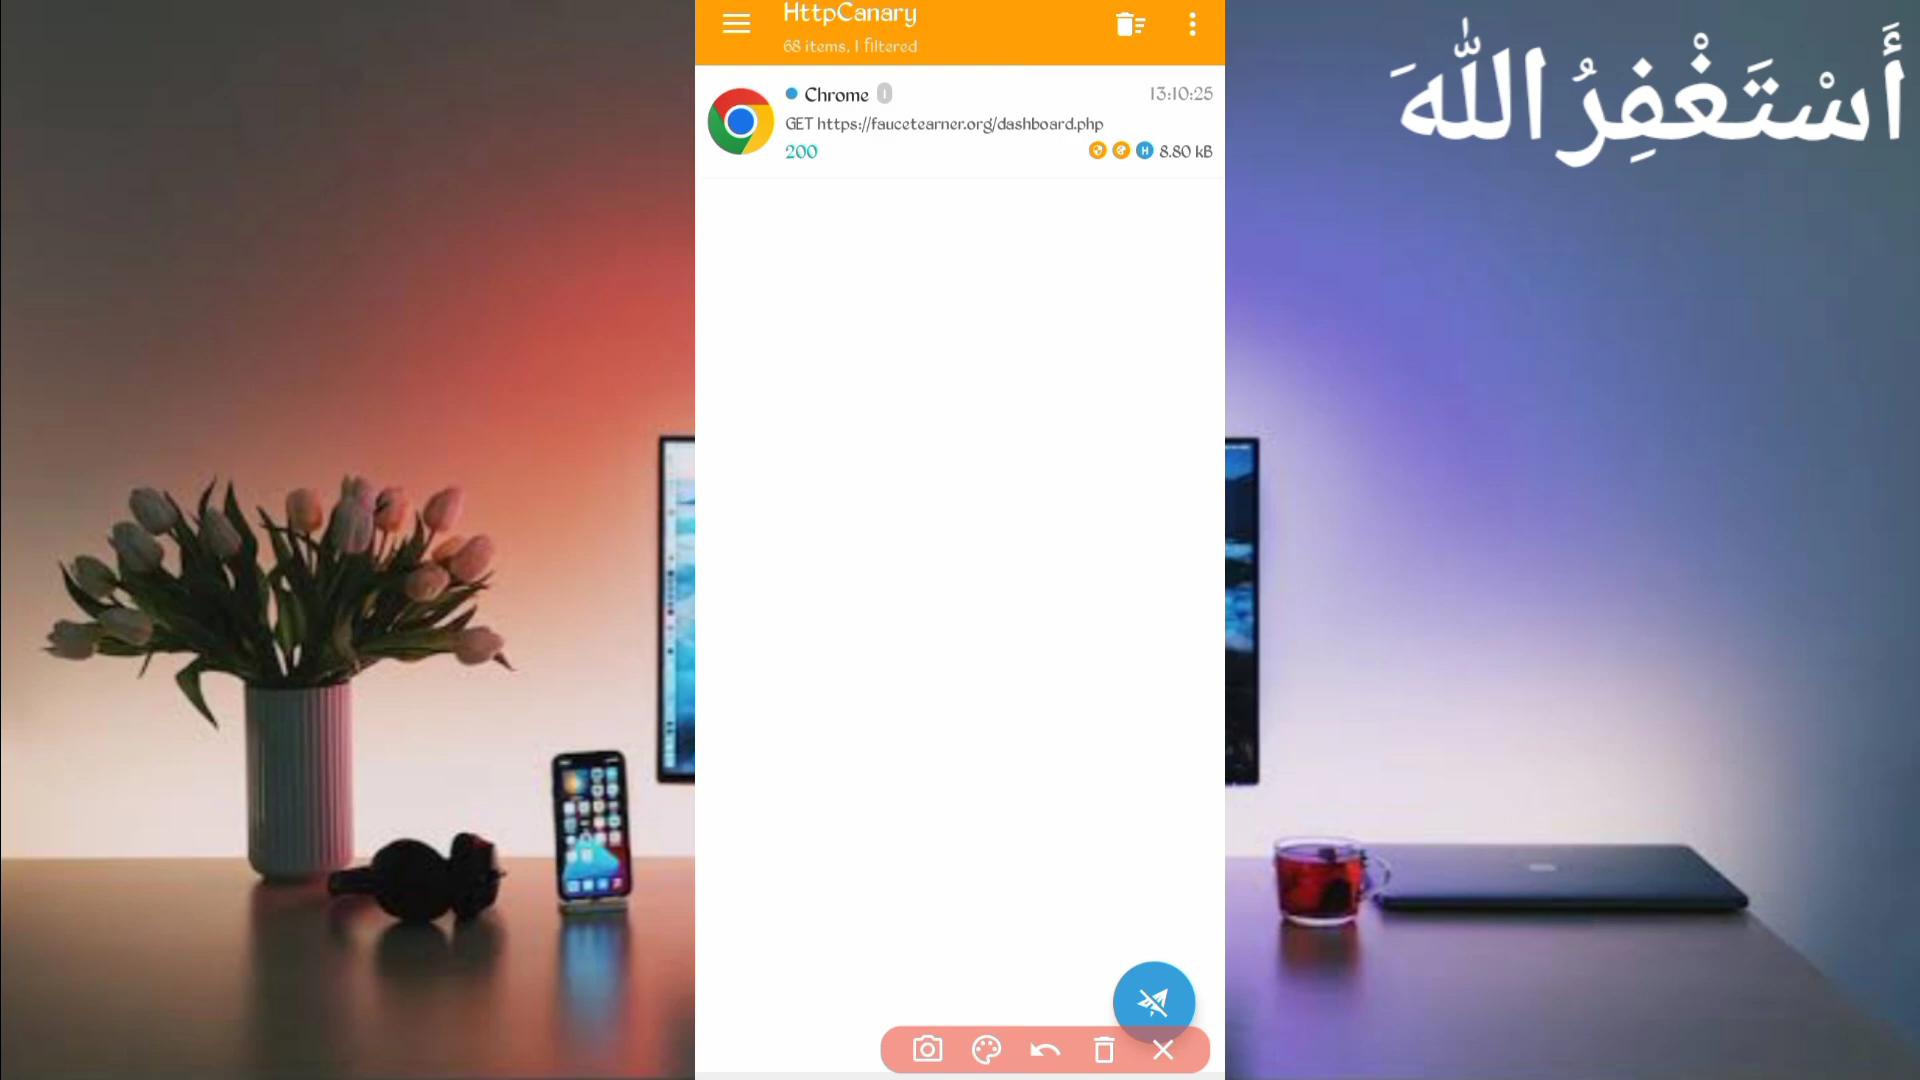 HttpCanary
68 items, 1 filtered
Chrome
13:10:25
GET https://faucetearner.org/dashboard.php
200
H
8.80 kB
أَسْتَغْفِرُ اللّٰهَ